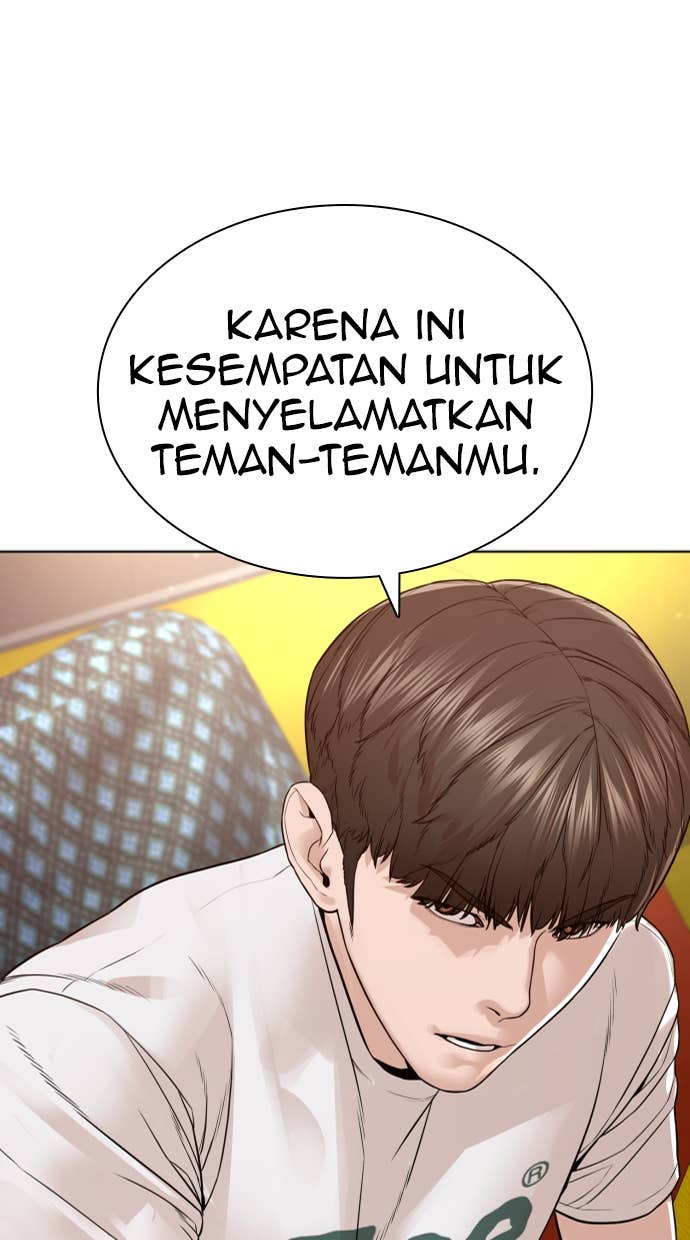 KARENA INI
KESEMPATAN UNTUK
MENYELAMATKAN
TEMAN-TEMANMU.
®